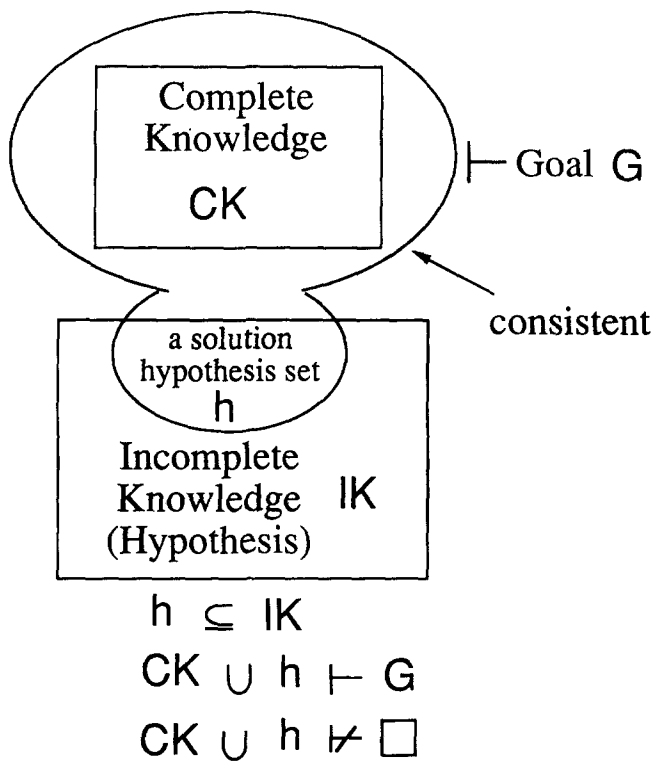 Complete
Knowledge
CK
⊢ Goal G
consistent
a solution
hypothesis set
h
Incomplete
Knowledge IK
(Hypothesis)
h ⊆ IK
CK ∪ h ⊢ G
CK ∪ h ⊬ □